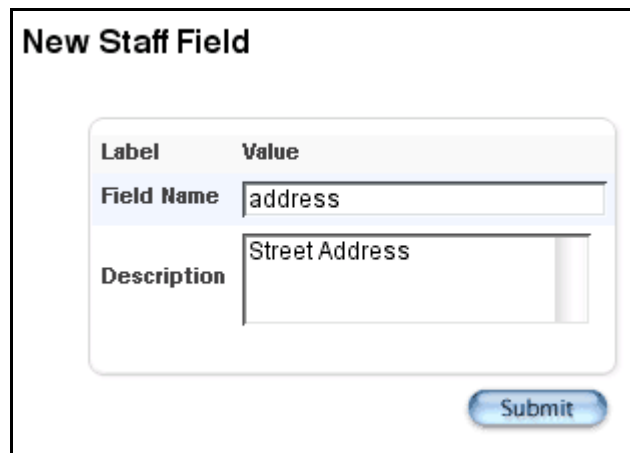 New Staff Field
Label Value
Field Name address
Description Street Address
Submit